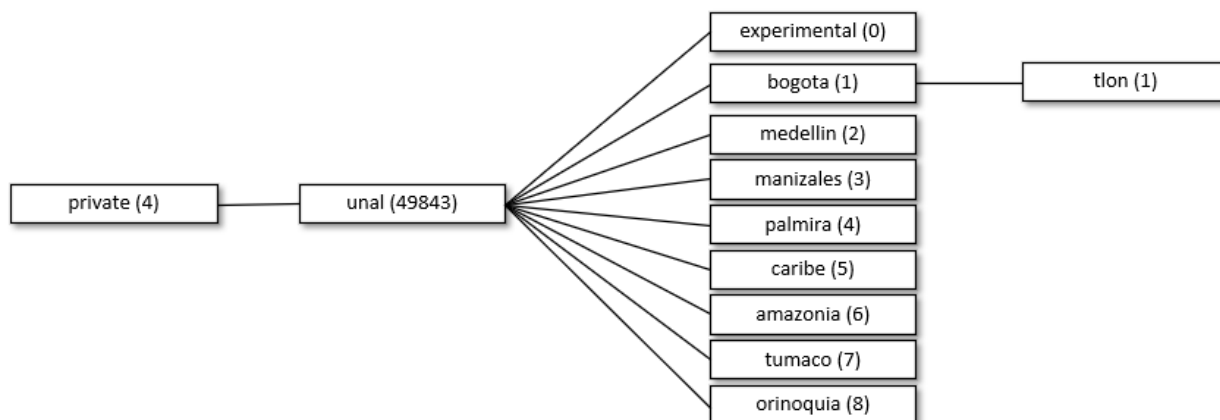 experimental (0)
bogota (1)
tlon (1)
medellin (2)
manizales (3)
private (4)
unal (49843)
palmira (4)
caribe (5)
amazonia (6)
tumaco (7)
orinoquia (8)